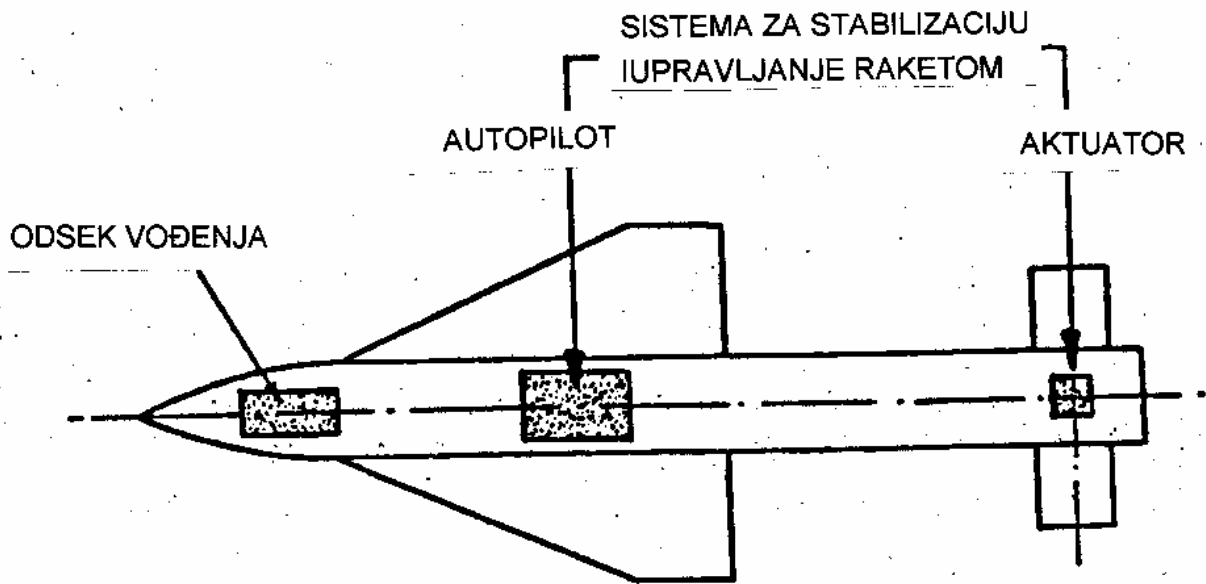 SISTEMA ZA STABILIZACIJU
IUPRAVLJANJE RAKETOM
AUTOPILOT
AKTUATOR
ODSEK VOĐENJA